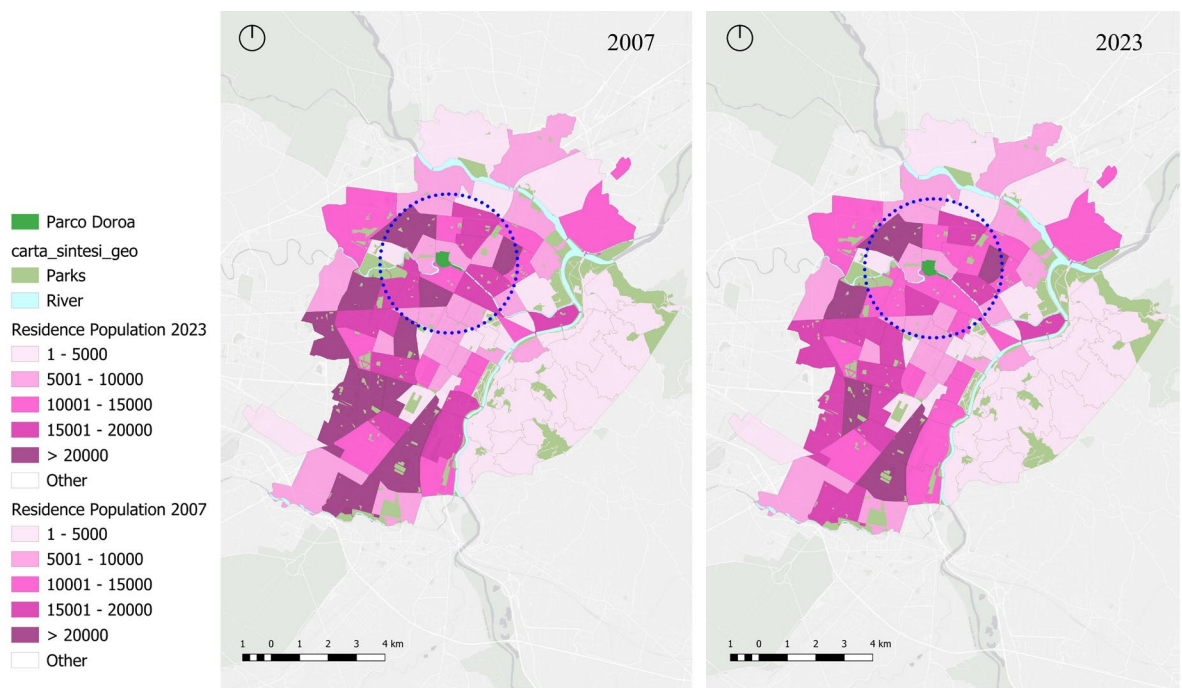 2007
2023
Parco Doroa
carta_sintesi_geo
Parks
River
Residence Population 2023
1 - 5000
5001 - 10000
10001 - 15000
15001 - 20000
> 20000
Other
Residence Population 2007
1 - 5000
5001 - 10000
10001 - 15000
15001 - 20000
> 20000
Other
1 0 1 2 3 4 km
1 0 1 2 3 4 km